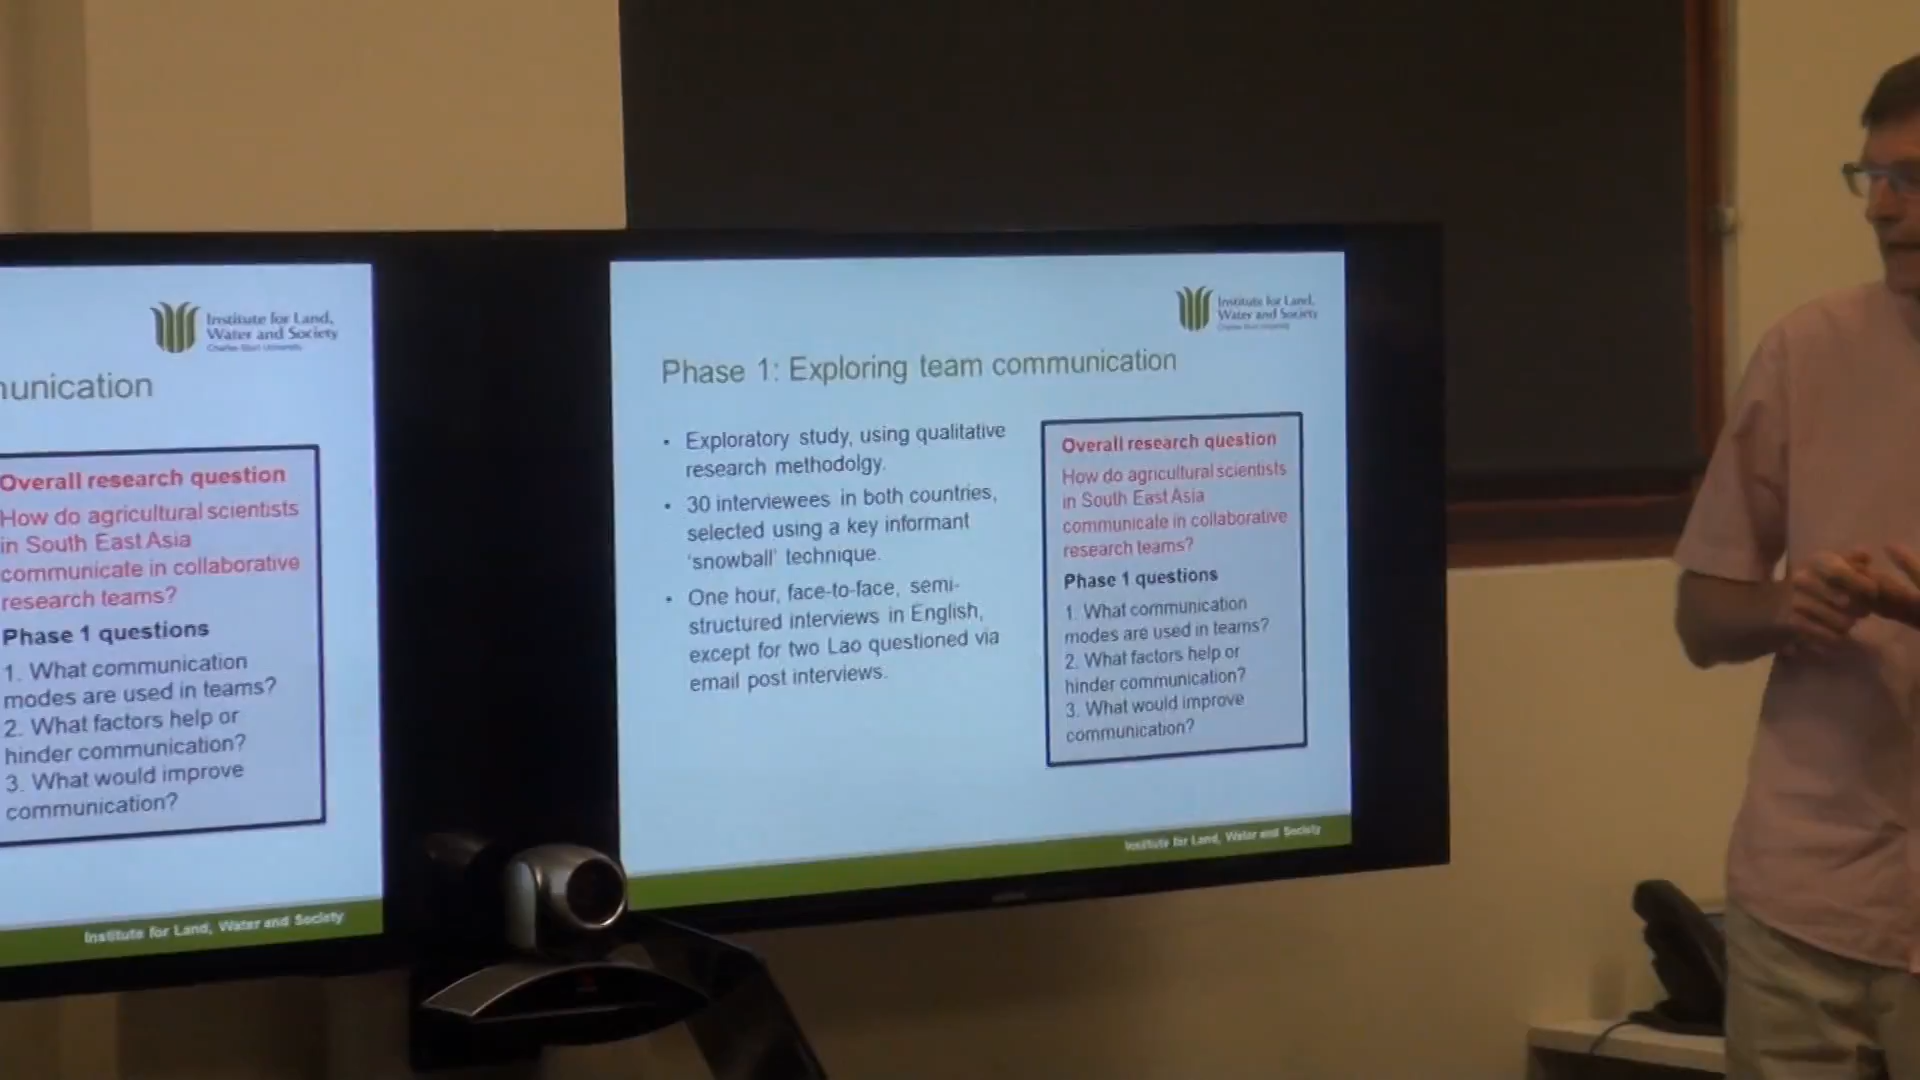 Institute for Land,
Water and Society
Charles Sturt University
nunication
Overall research question
How do agricultural scientists
in South East Asia
communicate in collaborative
research teams?
Phase 1 questions
1. What communication
modes are used in teams?
2. What factors help or
hinder communication?
3. What would improve
communication?
Institute for Land, Water and Society
Institute for Land,
Water and Society
Charles Sturt University
Phase 1: Exploring team communication
• Exploratory study, using qualitative
research methodolgy.
• 30 interviewees in both countries,
selected using a key informant
‘snowball’ technique.
• One hour, face-to-face, semi-
structured interviews in English,
except for two Lao questioned via
email post interviews.
Overall research question
How do agricultural scientists
in South East Asia
communicate in collaborative
research teams?
Phase 1 questions
1. What communication
modes are used in teams?
2. What factors help or
hinder communication?
3. What would improve
communication?
Institute for Land, Water and Society